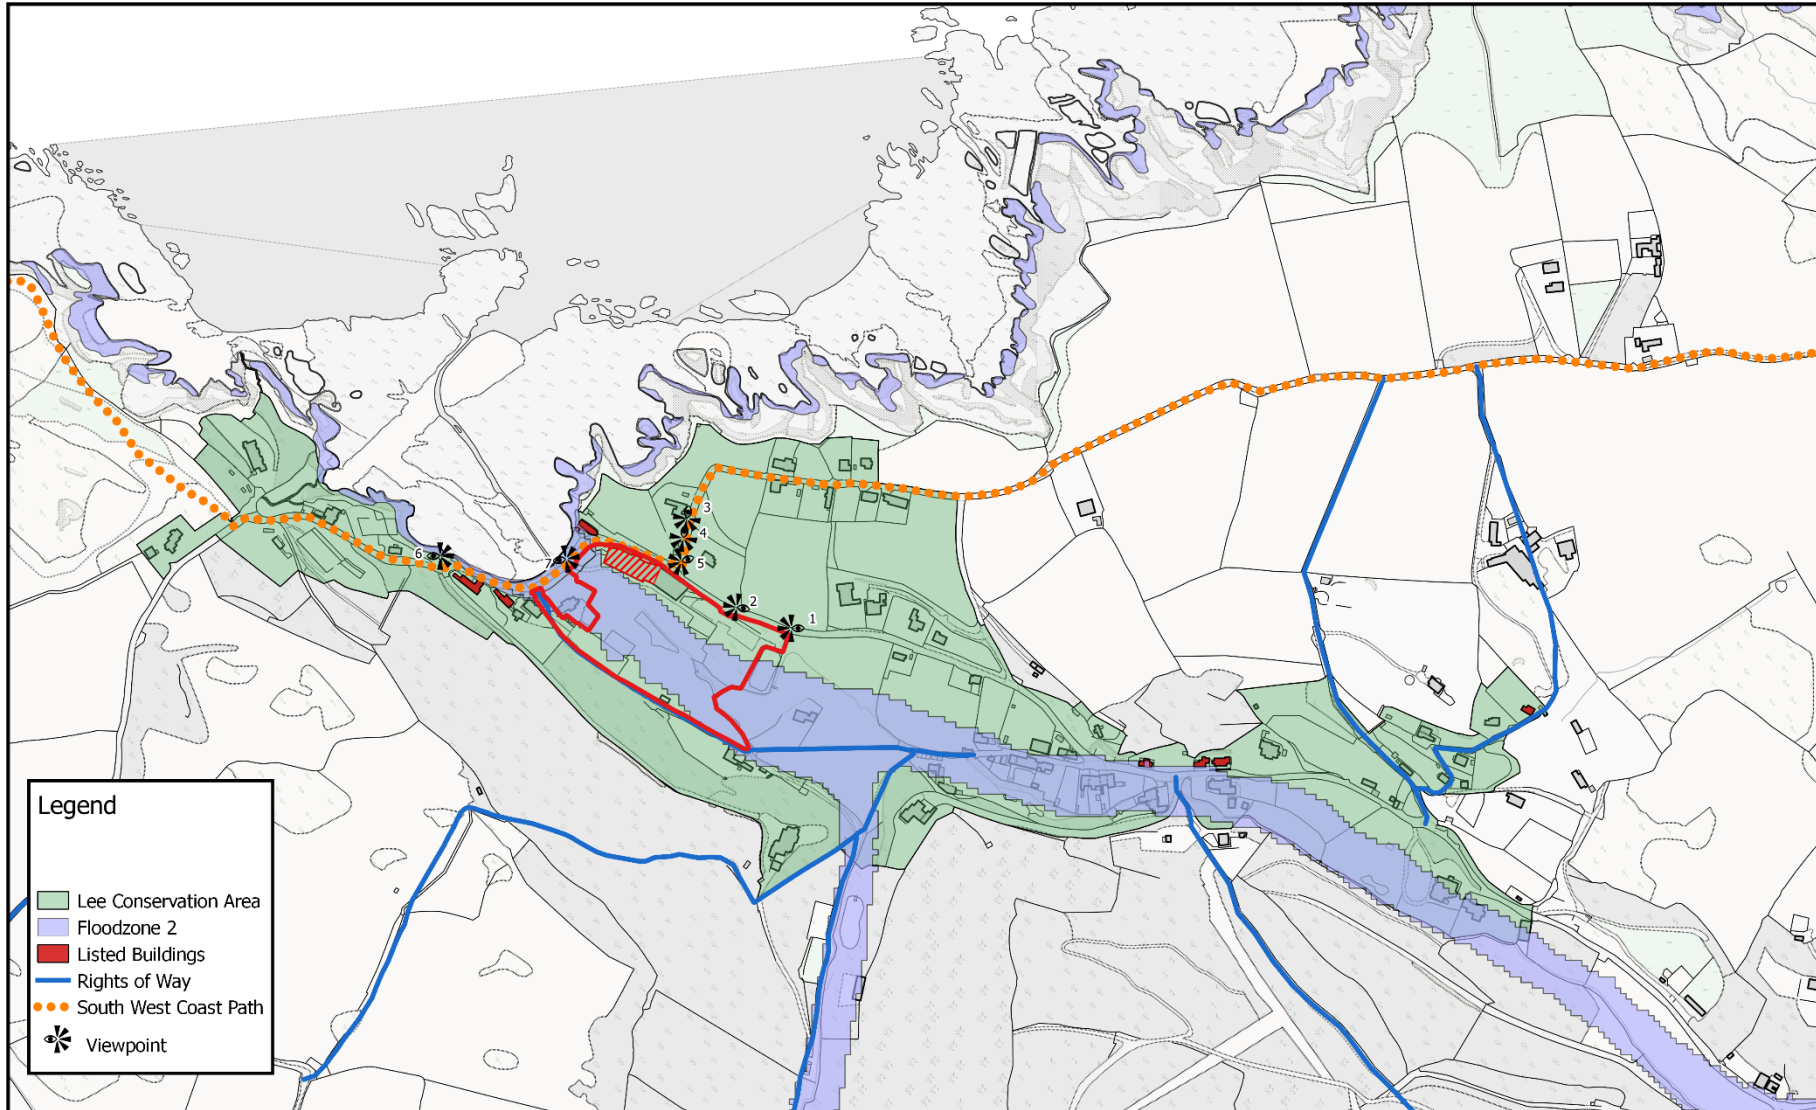 3
4
5
6
7
2
1
Legend
Lee Conservation Area
Floodzone 2
Listed Buildings
Rights of Way
South West Coast Path
Viewpoint